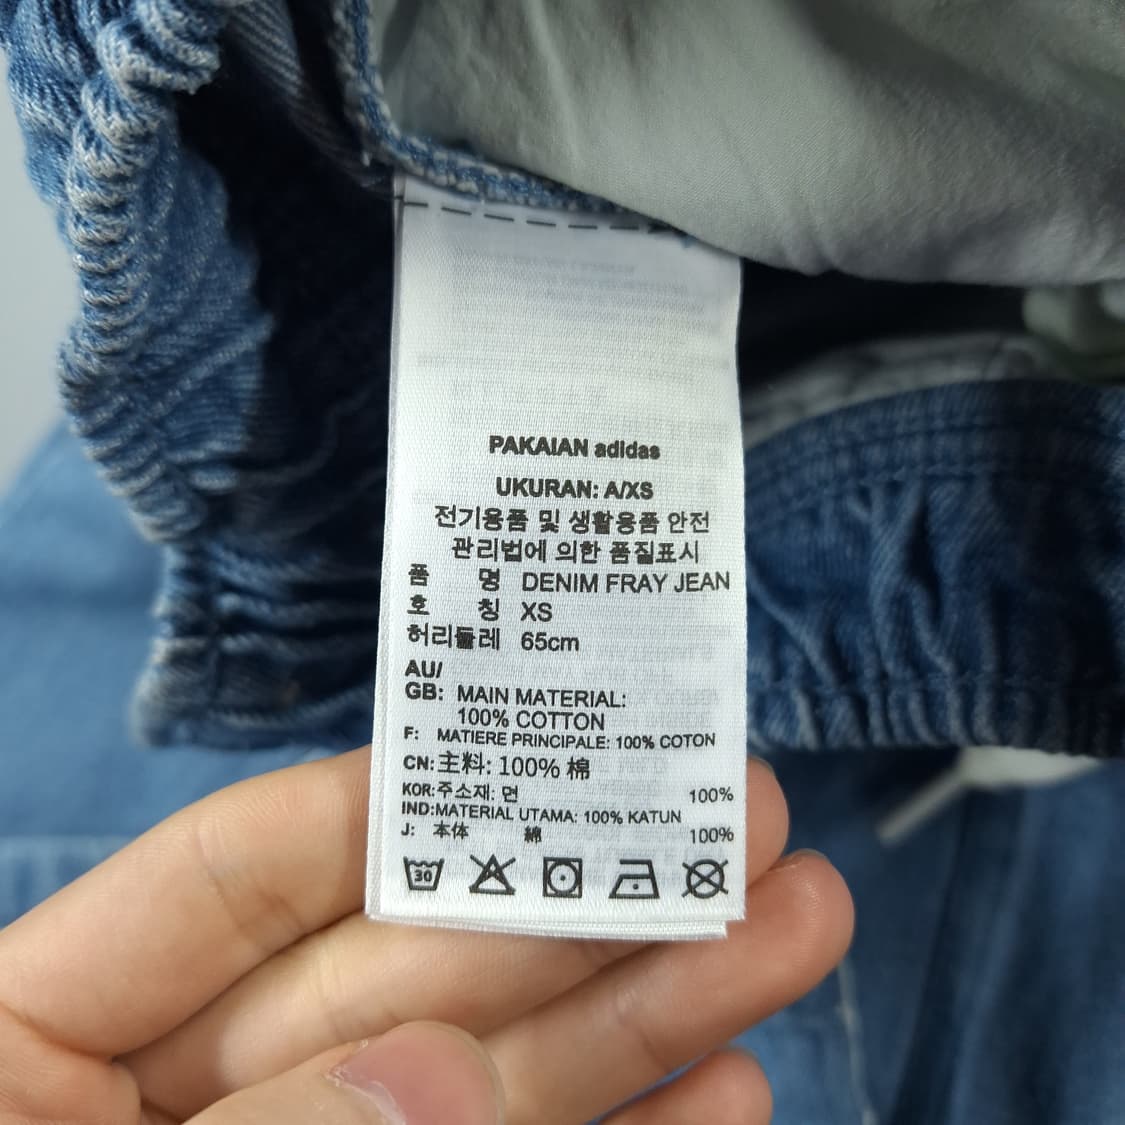 PAKAIAN adidas
UKURAN: A/XS
전기용품 및 생활용품 안전
관리법에 의한 품질표시
품 명 DENIM FRAY JEAN
호 칭 XS
허리둘레 65cm
AU/
GB: MAIN MATERIAL:
100% COTTON
F: MATIERE PRINCIPALE: 100% COTON
CN:主料: 100% 棉
KOR:주소재: 면 100%
IND:MATERIAL UTAMA: 100% KATUN
J: 本体 綿 100%
30